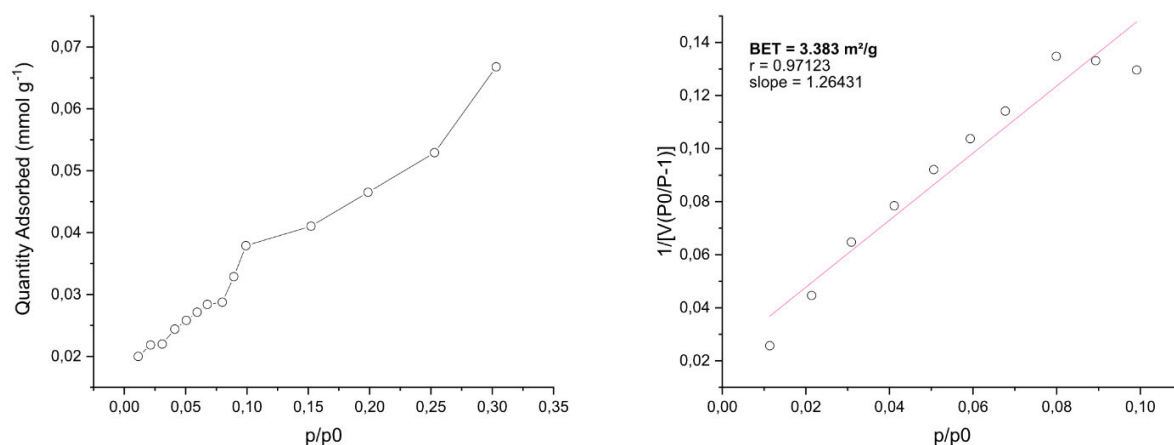 Quantity Adsorbed (mmol g⁻¹)
0,07
0,06
0,05
0,04
0,03
0,02
0,00 0,05 0,10 0,15 0,20 0,25 0,30 0,35
p/p0
1/[V(P0/P-1)]
0,14
0,12
0,10
0,08
0,06
0,04
0,02
BET = 3.383 m²/g
r = 0.97123
slope = 1.26431
0,00 0,02 0,04 0,06 0,08 0,10
p/p0